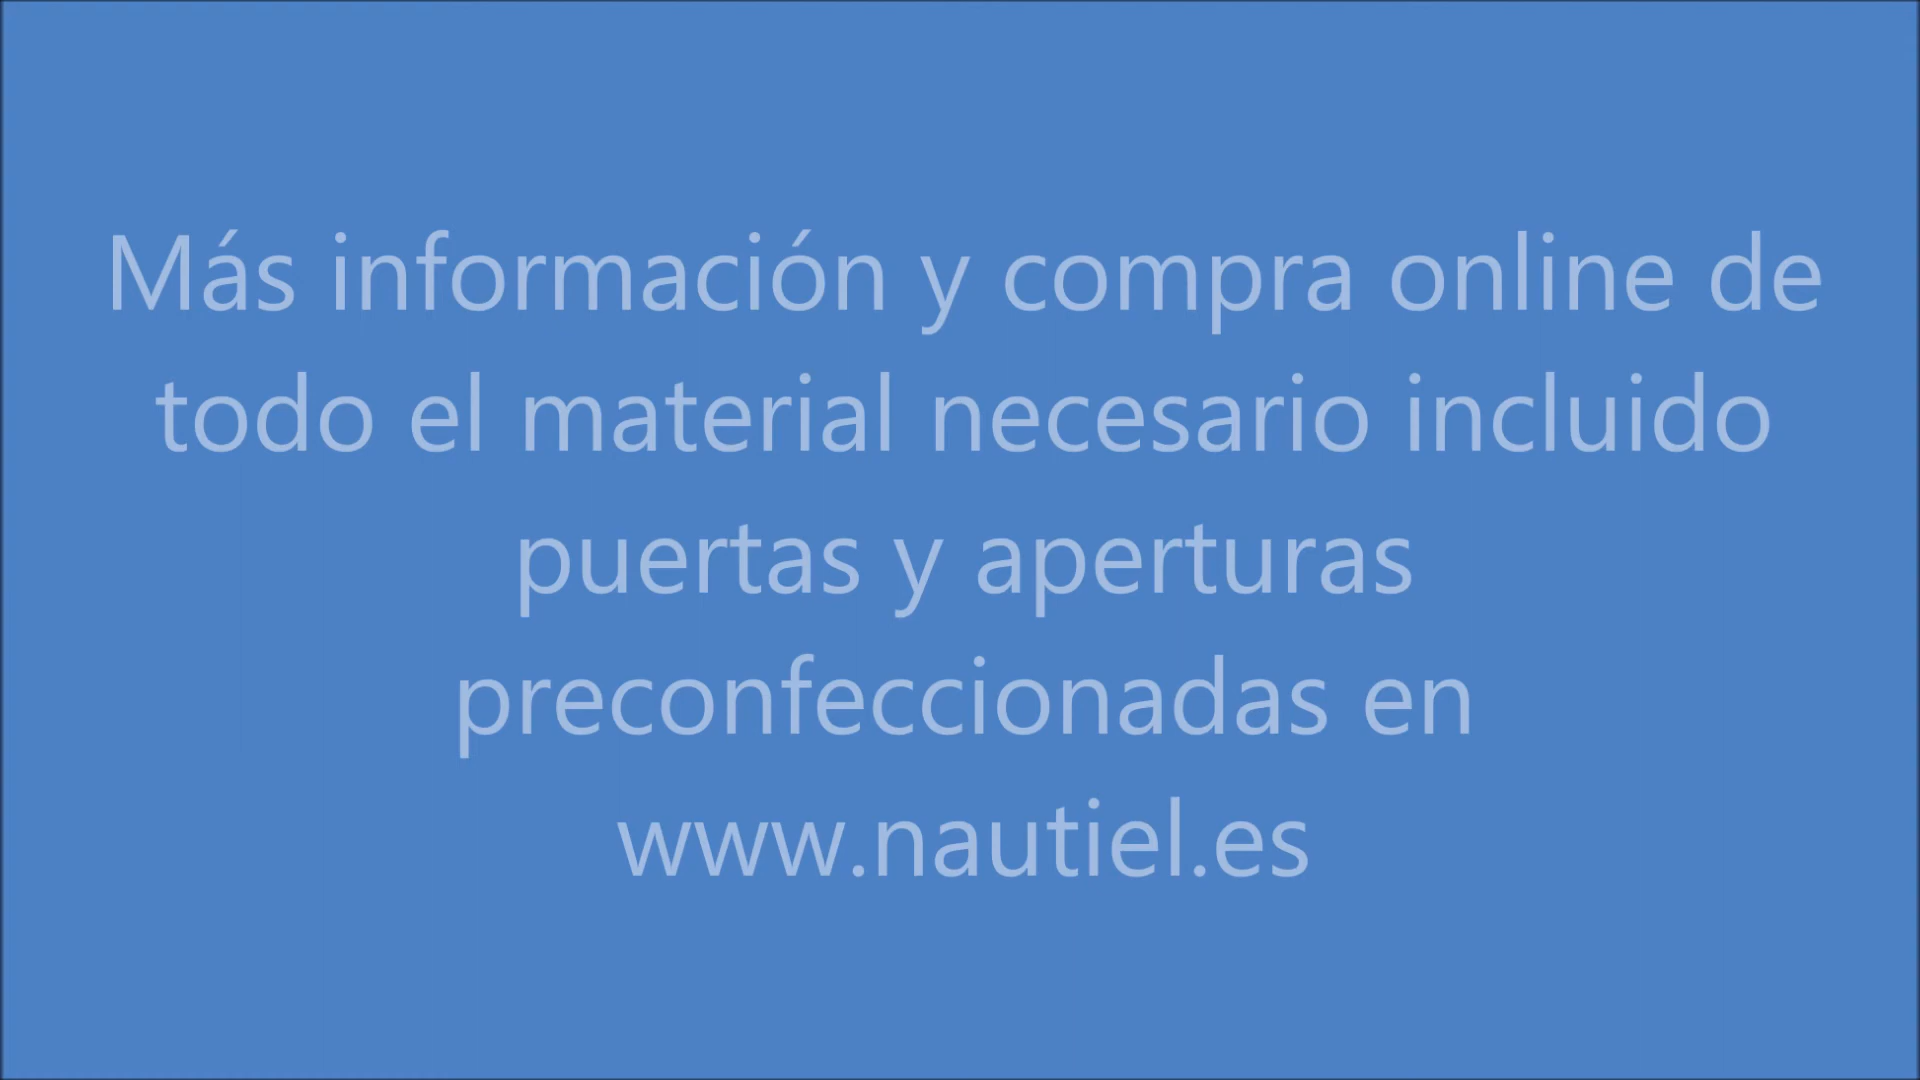 Más información y compra online de
todo el material necesario incluido
puertas y aperturas
preconfeccionadas en
www.nautiel.es